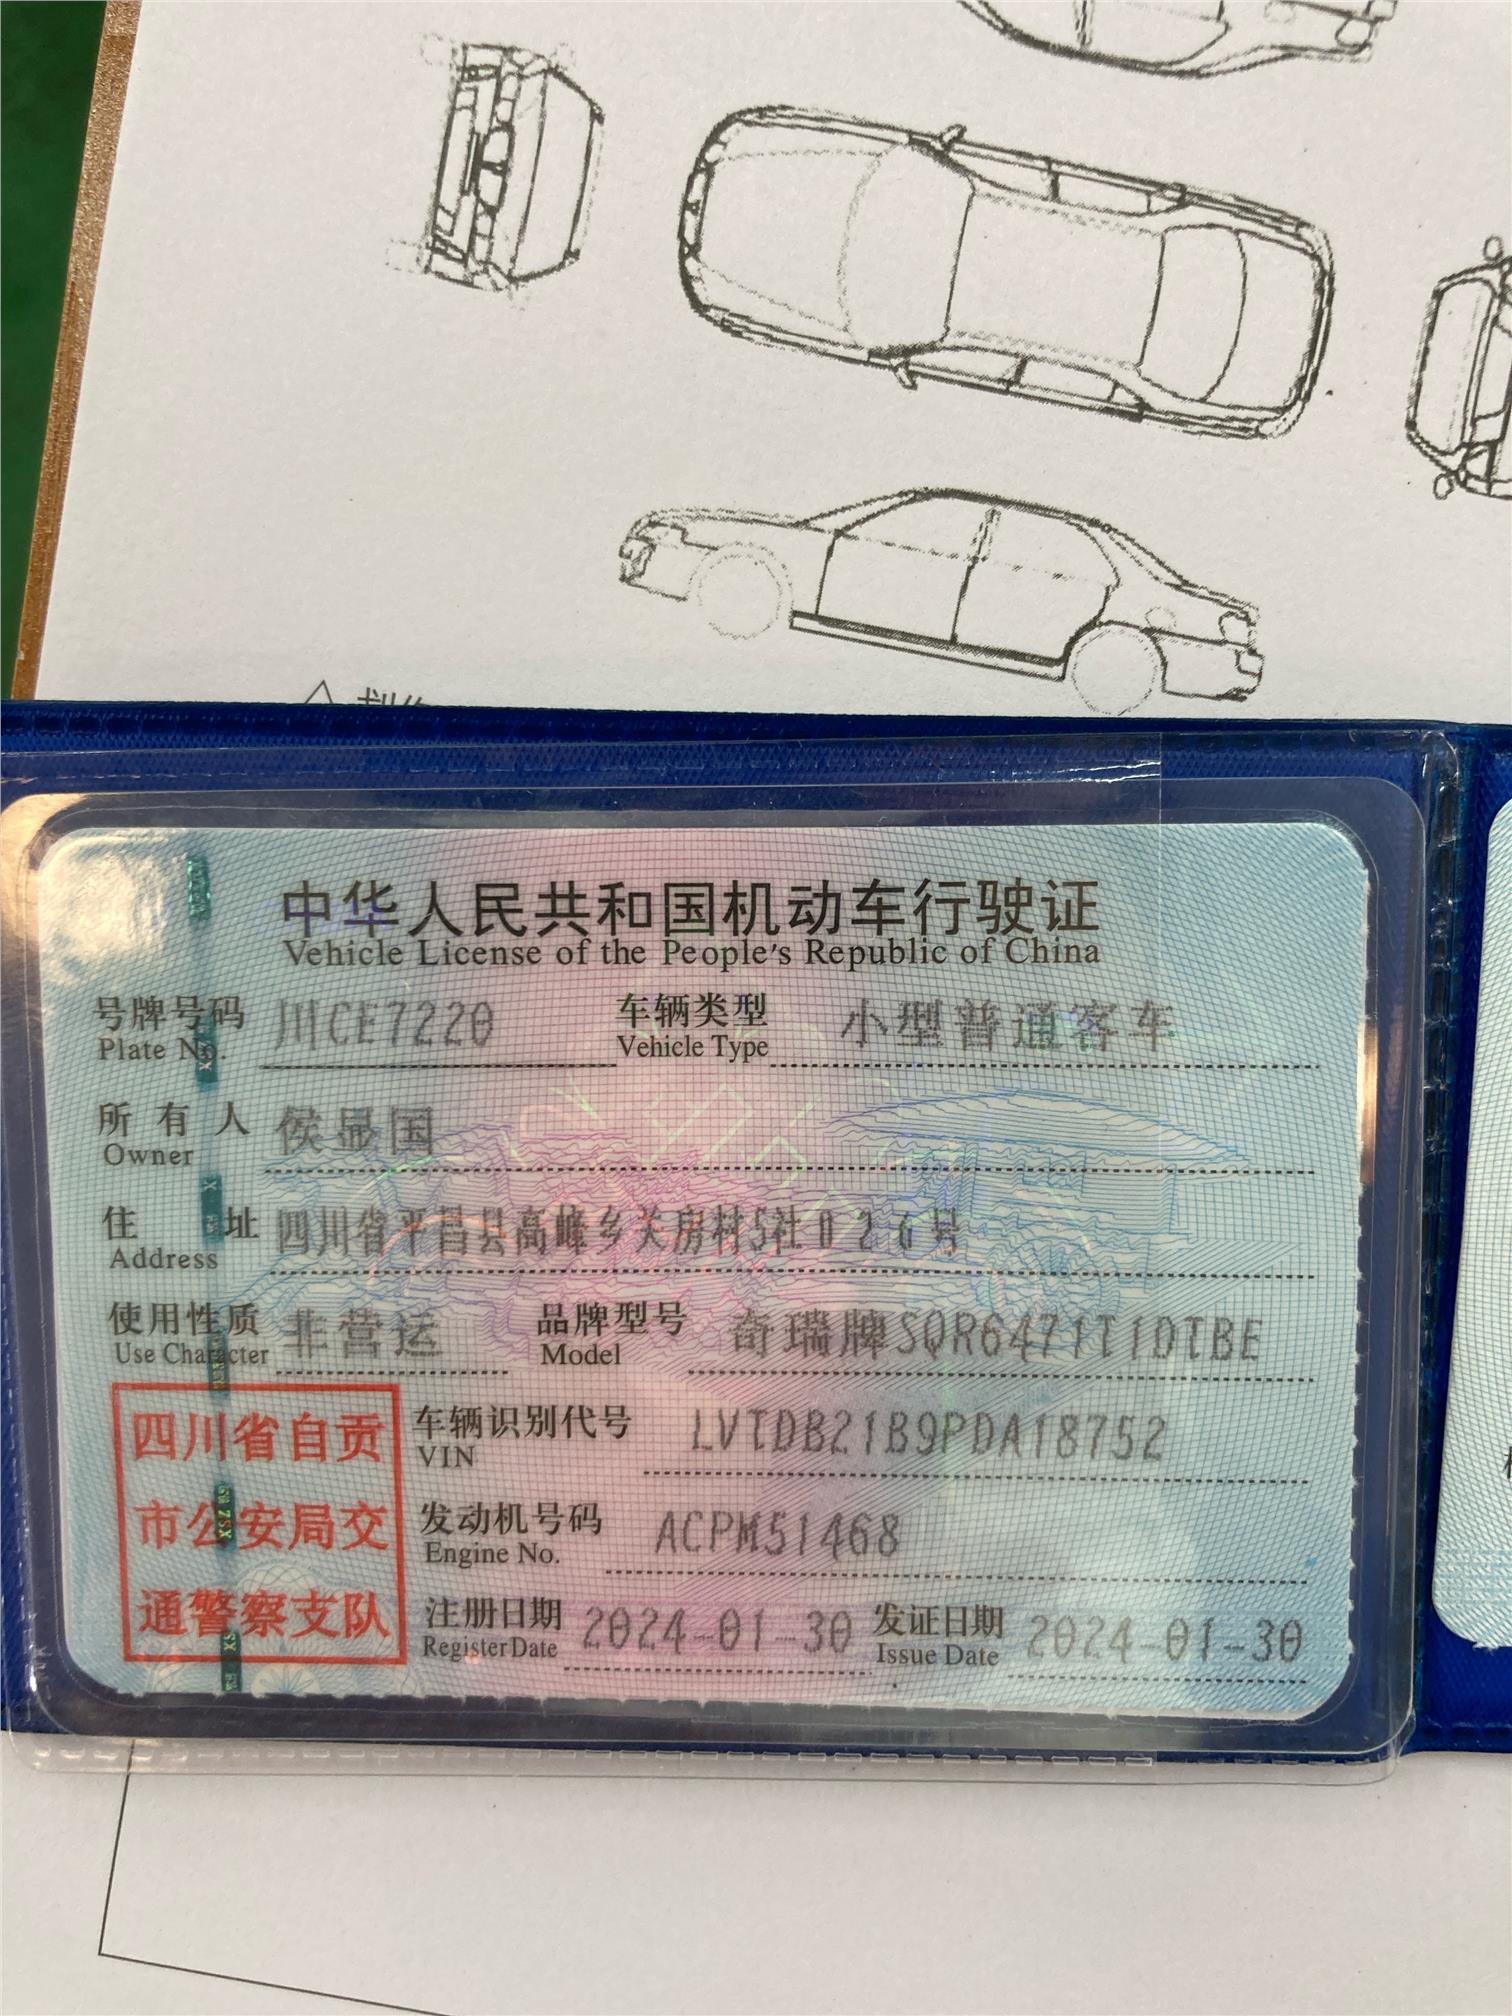 中华人民共和国机动车行驶证
Vehicle License of the People's Republic of China
号牌号码 川CE7220 车辆类型 小型普通客车
Plate No. Vehicle Type
所有人 侯显国
Owner
住址 四川省平昌县高峰乡关房村5社026号
Address
使用性质 非营运 品牌型号 奇瑞牌SQR6471T1DTBE
Use Character Model
四川省自贡
市公安局交
通警察支队
车辆识别代号 LVTDB21B9PDA18752
VIN
发动机号码 ACPM51468
Engine No.
注册日期 2024-01-30 发证日期 2024-01-30
Register Date Issue Date